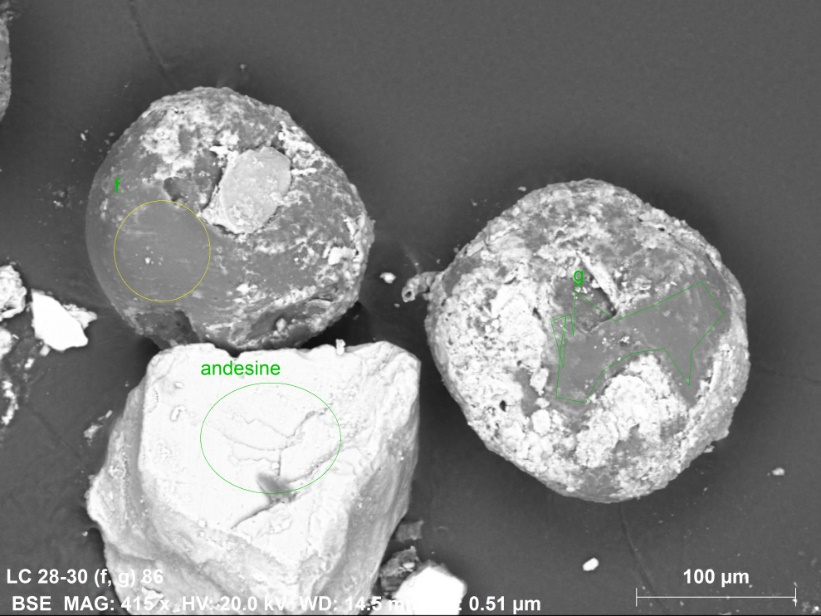 f
g
andesine
LC 28-30 (f, g) 86
100 µm
BSE MAG: 415 x HV: 20.0 kV WD: 14.5 0.51 µm